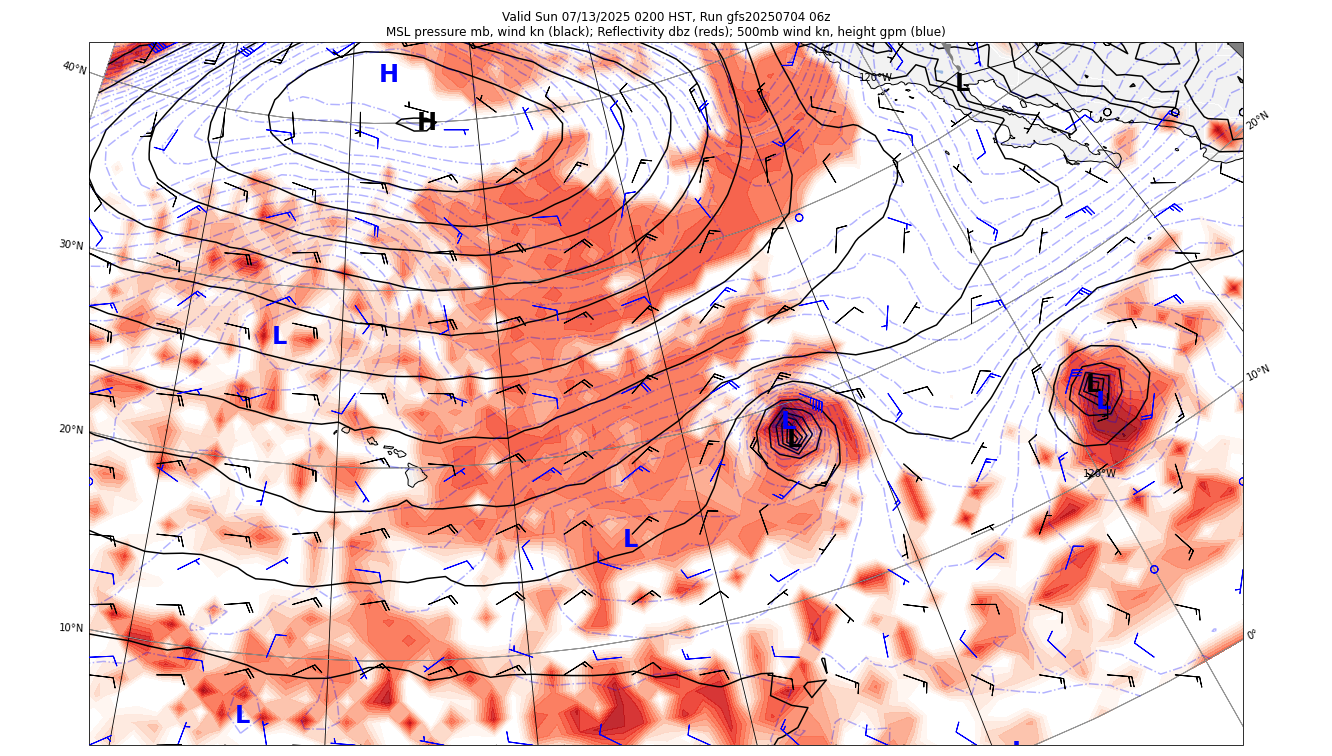 Valid Sun 07/13/2025 0200 HST, Run gfs20250704 06z
MSL pressure mb, wind kn (black); Reflectivity dbz (reds); 500mb wind kn, height gpm (blue)
40°N
H
120°W
L
H
20°N
30°N
L
10°N
L
L
L
20°N
L
L
120°W
L
10°N
0°
L
L